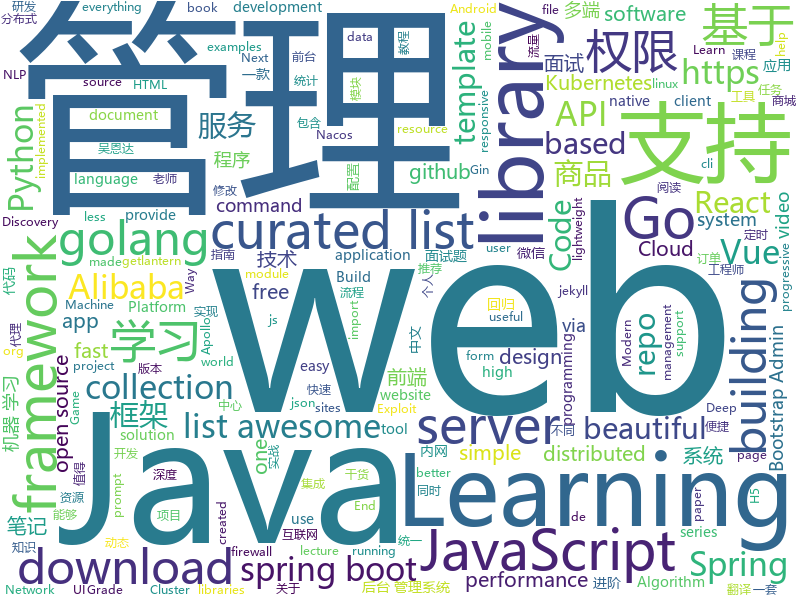 研发
分布式
everything
book
development
管理
前台
教程
data
examples
Next
一款
统计
HTML
source
NLP
document
模块
服务
Python
implemented
程序
吴恩达
包含
Nacos
resource
配置
language
老师
修改
Android
mobile
file
多端
software
基于
Learn
课程
面试
权限
流量
应用
help
Kubernetes
linux
任务
https
native
client
工具
商城
template
responsive
API
Gin
支持
based
library
商品
cli
github
React
阅读
Discovery
less
provide
command
curated list
Go
system
video
golang
Code
lightweight
Cloud
Vue
订单
made
getlantern
指南
技术
application
面试题
user
微信
定时
工程师
progressive
Way
Alibaba
module
Build
推荐
个人
free
Machine
Platform
实现
流程
回归
jekyll
repo
Modern
management
support
building
Bootstrap Admin
代码
framework
app
Apollo
js
import
中文
useful
via
programming
代理
学习
fast
版本
world
easy
form
design
org
project
快速
website
high
机器 学习
open source
collection
前端
Deep
便捷
中心
json
sites
Exploit
web
Game
框架
list awesome
tool
server
beautiful
不同
page
solution
one
实战
内网
simple
distributed
系统
笔记
开发
深度
集成
干货
better
值得
End
同时
Java
Learning
H5
资源
能够
prompt
项目
互联网
JavaScript
paper
series
Spring
知识
created
firewall
关于
lecture
running
统一
de
download
spring boot
performance
进阶
Algorithm
动态
use
Network
Cluster
UI
Grade
libraries
后台 管理系统
翻译
一套